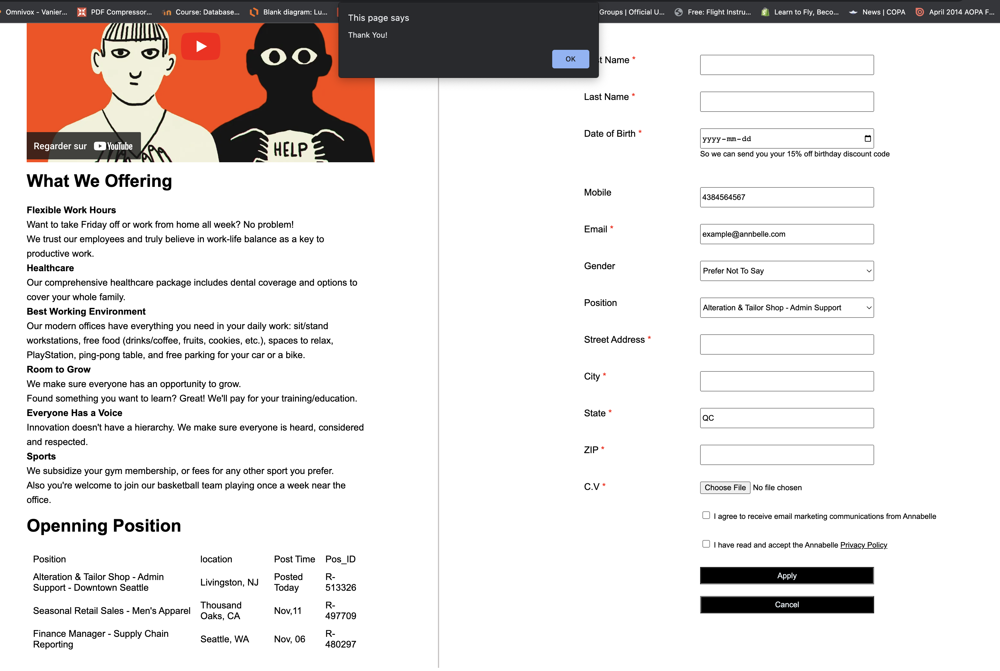 Omnivox - Vanier...
PDF Compressor...
Course: Database...
Blank diagram: Lu...
Groups | Official U...
Free: Flight Instru...
Learn to Fly, Beco...
News | COPA
April 2014 AOPA F...
This page says
Thank You!
OK
HELP
Regarder sur YouTube
What We Offering
Flexible Work Hours
Want to take Friday off or work from home all week? No problem!
We trust our employees and truly believe in work-life balance as a key to
productive work.
Healthcare
Our comprehensive healthcare package includes dental coverage and options to
cover your whole family.
Best Working Environment
Our modern offices have everything you need in your daily work: sit/stand
workstations, free food (drinks/coffee, fruits, cookies, etc.), spaces to relax,
PlayStation, ping-pong table, and free parking for your car or a bike.
Room to Grow
We make sure everyone has an opportunity to grow.
Found something you want to learn? Great! We'll pay for your training/education.
Everyone Has a Voice
Innovation doesn't have a hierarchy. We make sure everyone is heard, considered
and respected.
Sports
We subsidize your gym membership, or fees for any other sport you prefer.
Also you're welcome to join our basketball team playing once a week near the
office.
Openning Position
Position location Post Time Pos_ID
Alteration & Tailor Shop - Admin
Support - Downtown Seattle
Livingston, NJ
Posted
Today
R-
513326
Seasonal Retail Sales - Men's Apparel
Thousand
Oaks, CA
Nov,11
R-
497709
Finance Manager - Supply Chain
Reporting
Seattle, WA
Nov, 06
R-
480297
Name *
Last Name *
Date of Birth *
yyyy-mm-dd
So we can send you your 15% off birthday discount code
Mobile
4384564567
Email *
example@annbelle.com
Gender
Prefer Not To Say
Position
Alteration & Tailor Shop - Admin Support
Street Address *
City *
State *
QC
ZIP *
C.V *
Choose File No file chosen
I agree to receive email marketing communications from Annabelle
I have read and accept the Annabelle Privacy Policy
Apply
Cancel